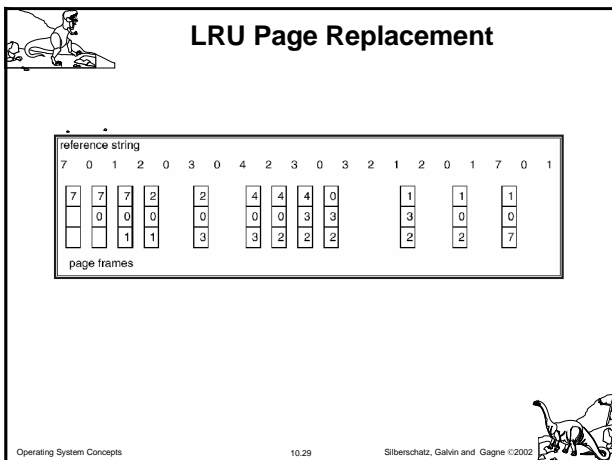 LRU Page Replacement
reference string
7 0 1 2 0 3 0 4 2 3 0 3 2 1 2 0 1 7 0 1
7 7 7 2 2 4 4 4 0 1 1 1
0 0 0 0 0 0 3 3 3 0 0
1 1 3 3 2 2 2 2 2 7
page frames
Operating System Concepts 10.29 Silberschatz, Galvin and Gagne ©2002